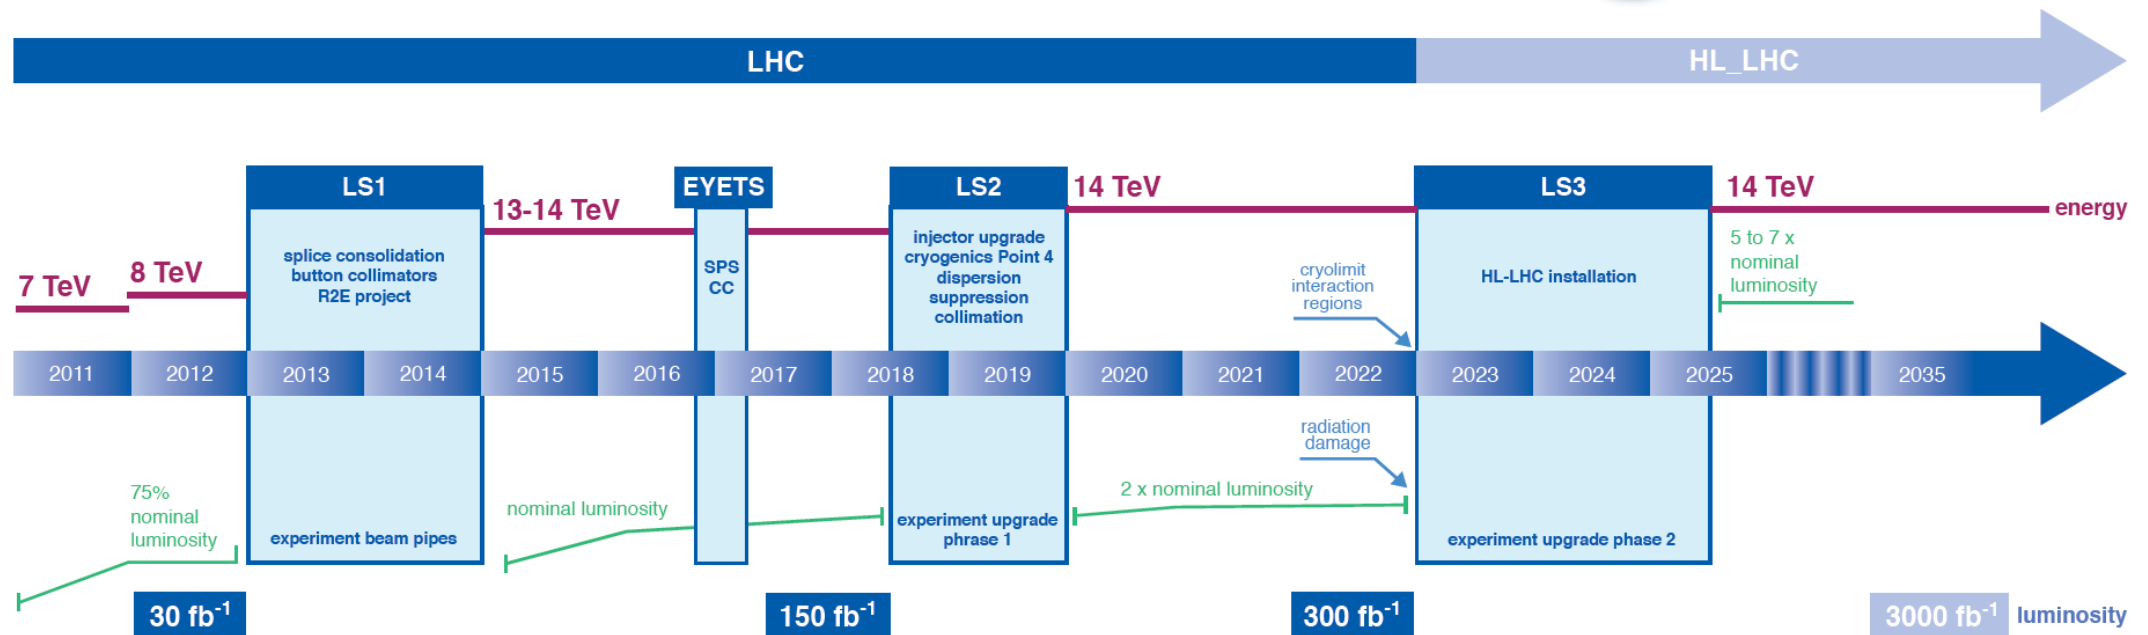 LHC
HL_LHC
LS1
EYETS
LS2
14 TeV
LS3
14 TeV
13-14 TeV
energy
7 TeV
8 TeV
splice consolidation
button collimators
R2E project
SPS
CC
injector upgrade
cryogenics Point 4
dispersion
suppression
collimation
cryolimit
interaction
regions
HL-LHC installation
5 to 7 x
nominal
luminosity
2011
2012
2013
2014
2015
2016
2017
2018
2019
2020
2021
2022
2023
2024
2025
2035
75%
nominal
luminosity
experiment beam pipes
nominal luminosity
experiment upgrade
phrase 1
2 x nominal luminosity
radiation
damage
experiment upgrade phase 2
30 fb⁻¹
150 fb⁻¹
300 fb⁻¹
3000 fb⁻¹
luminosity